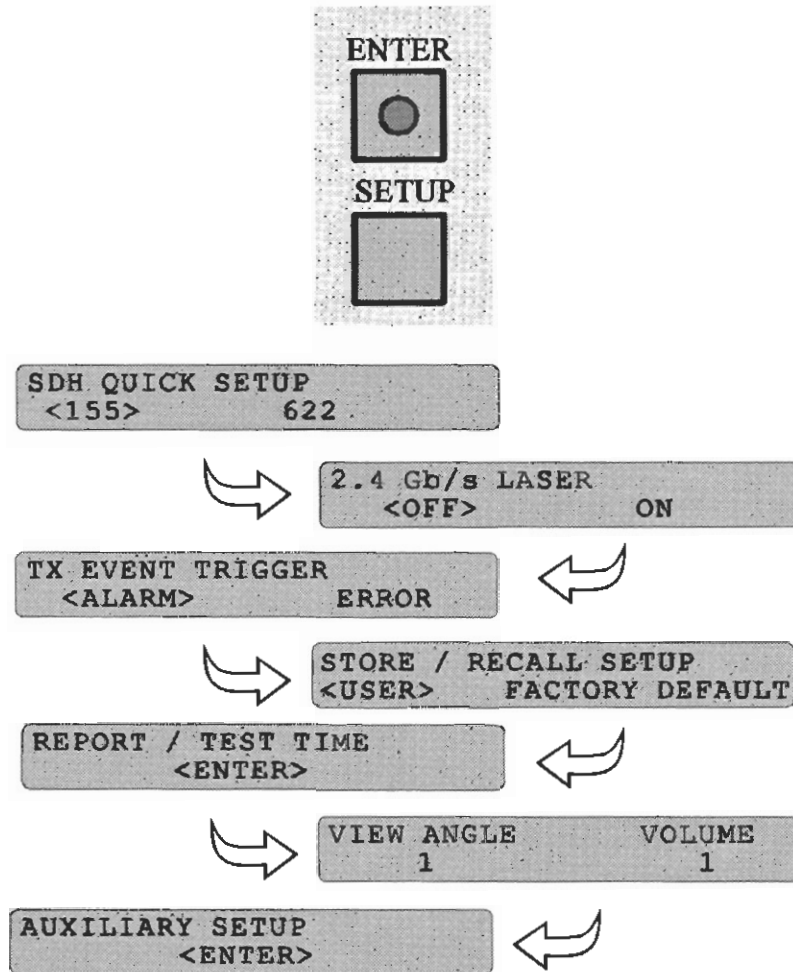 ENTER
SETUP
SDH QUICK SETUP
<155> 622
2.4 Gb/s LASER
<OFF> ON
TX EVENT TRIGGER
<ALARM> ERROR
STORE / RECALL SETUP
<USER> FACTORY DEFAULT
REPORT / TEST TIME
<ENTER>
VIEW ANGLE VOLUME
1 1
AUXILIARY SETUP
<ENTER>